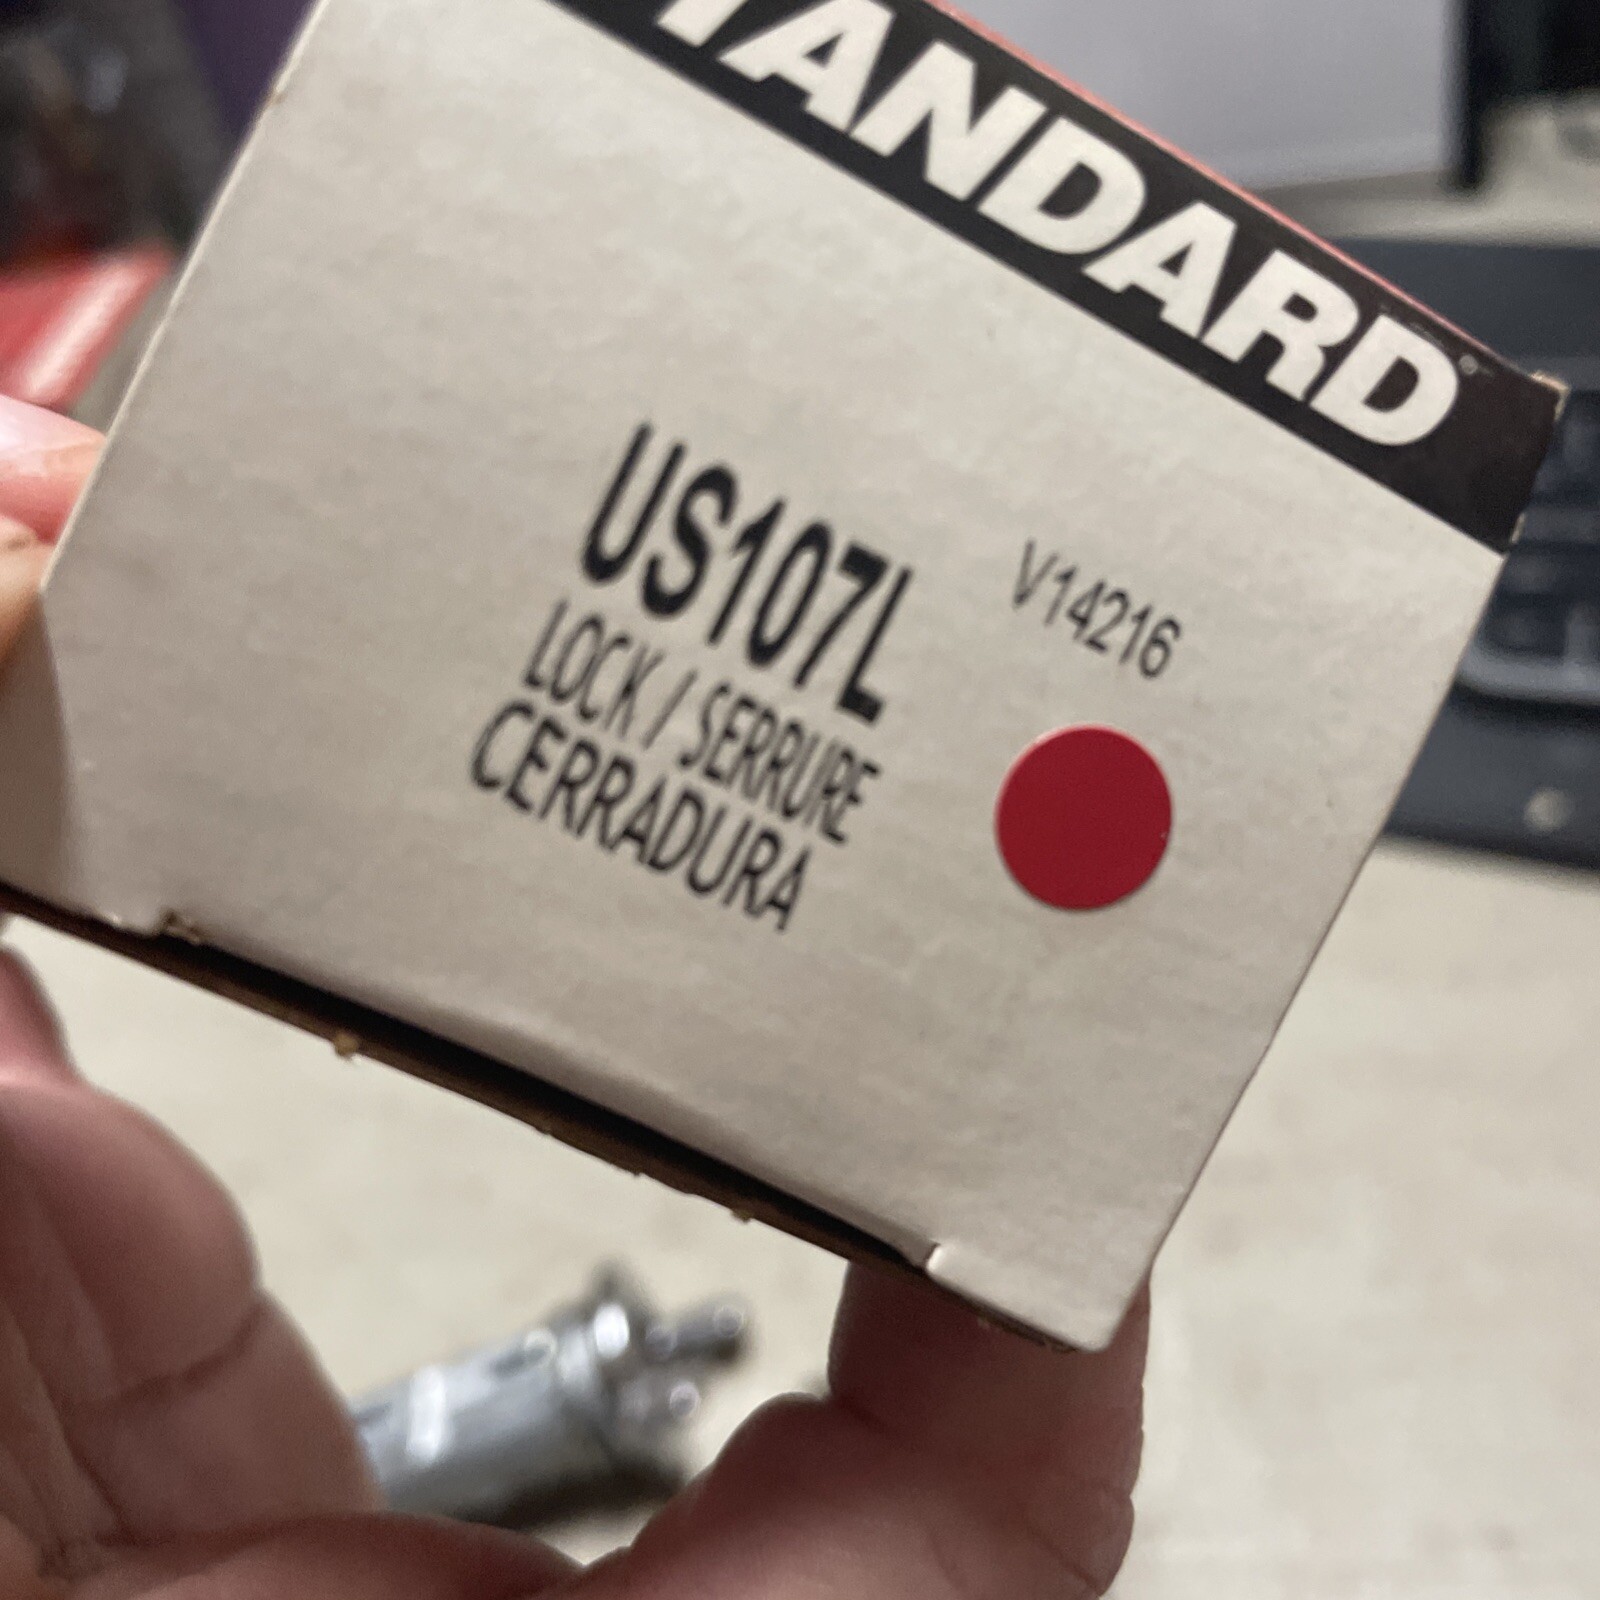 TANDARD®
US107L
V14216
LOCK / SERRURE
CERRADURA